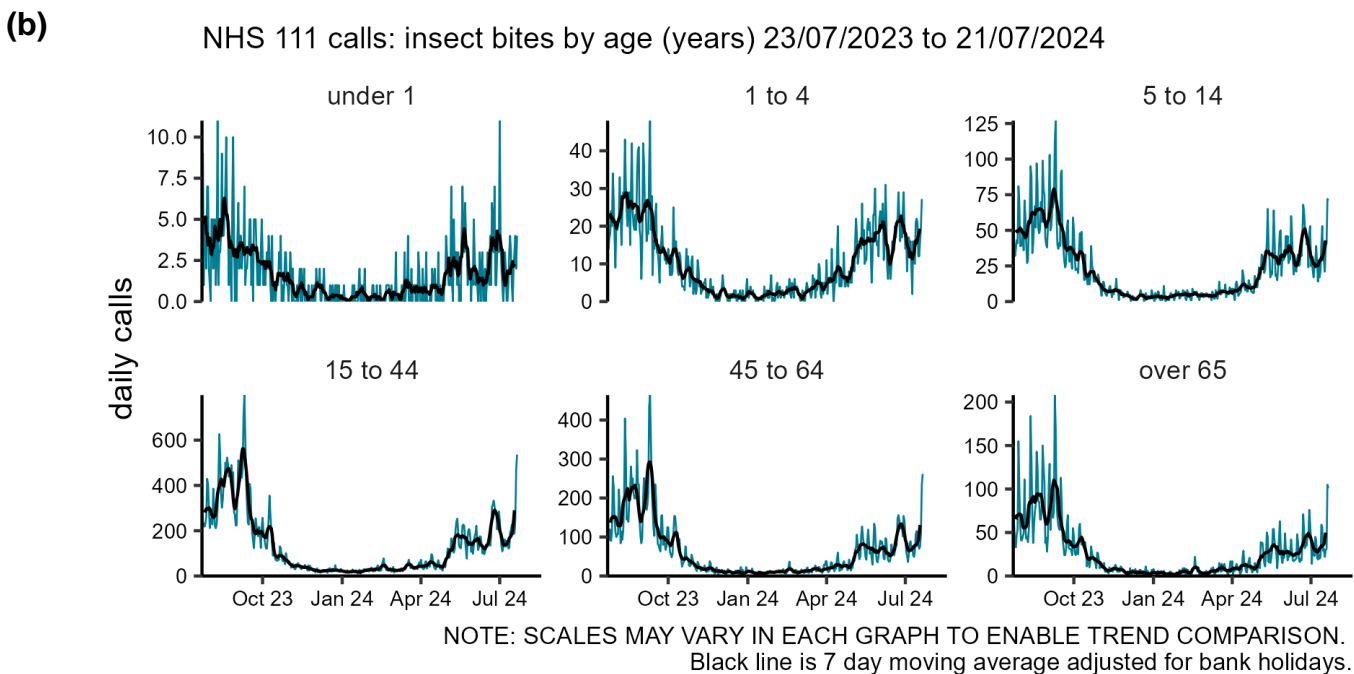 (b)
NHS 111 calls: insect bites by age (years) 23/07/2023 to 21/07/2024
daily calls
under 1
10.0
7.5
5.0
2.5
0.0
1 to 4
40
30
20
10
0
5 to 14
125
100
75
50
25
0
15 to 44
600
400
200
0
Oct 23 Jan 24 Apr 24 Jul 24
45 to 64
400
300
200
100
0
Oct 23 Jan 24 Apr 24 Jul 24
over 65
200
150
100
50
0
Oct 23 Jan 24 Apr 24 Jul 24
NOTE: SCALES MAY VARY IN EACH GRAPH TO ENABLE TREND COMPARISON.
Black line is 7 day moving average adjusted for bank holidays.